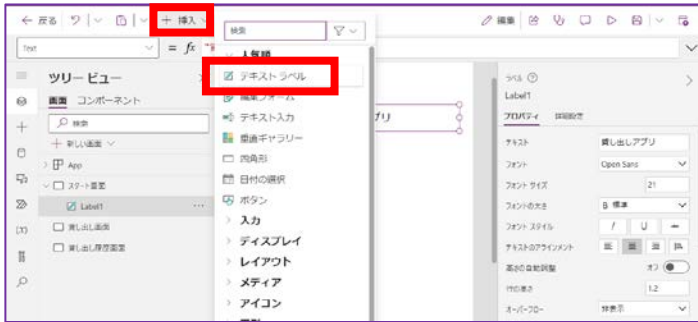 戻る
挿入
編集
Text
= fx
検索
人気順
テキスト ラベル
編集フォーム
テキスト入力
垂直ギャラリー
四角形
日付の選択
ボタン
入力
ディスプレイ
レイアウト
メディア
アイコン
ツリー ビュー
画面 コンポーネント
検索
新しい画面
App
スタート画面
Label1
貸し出し画面
貸し出し履歴画面
プリ
ラベル
Label1
プロパティ 詳細設定
テキスト 貸し出しアプリ
フォント Open Sans
フォント サイズ 21
フォントの太さ B 標準
フォント スタイル / U
テキストのアラインメント
高さの自動調整 オフ
行の高さ 1.2
オーバーフロー 非表示